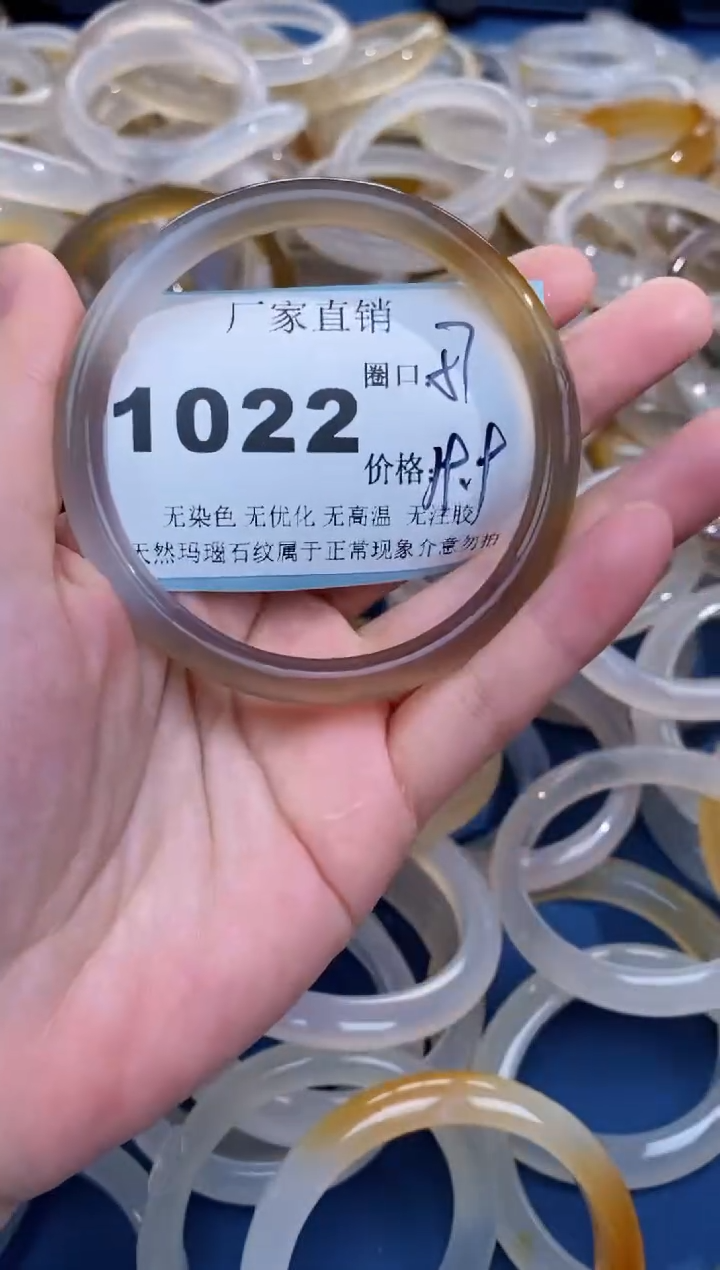 厂家直销
圈口:57
1022
价格:
无染色 无优化 无高温 无注胶
天然玛瑙石纹属于正常现象介意勿拍